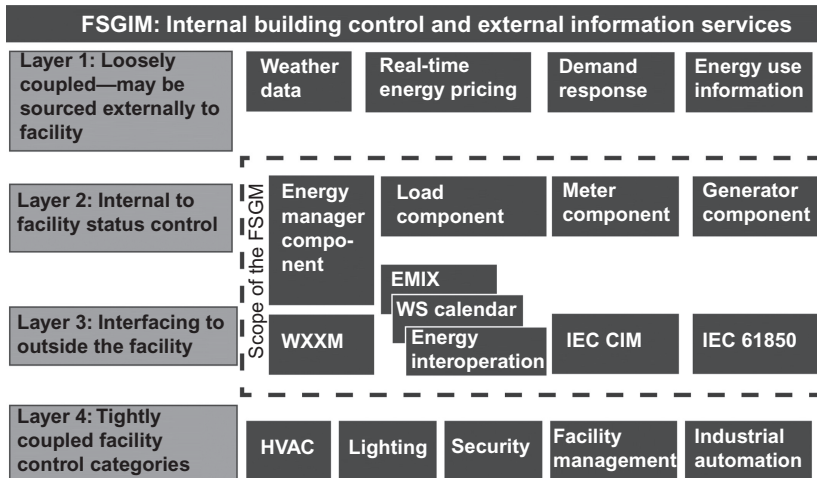 FSGIM: Internal building control and external information services
Layer 1: Loosely
coupled—may be
sourced externally to
facility
Weather
data
Real-time
energy pricing
Demand
response
Energy use
information
Scope of the FSGM
Layer 2: Internal to
facility status control
Energy
manager
compo-
nent
Load
component
Meter
component
Generator
component
Layer 3: Interfacing to
outside the facility
WXXM
EMIX
WS calendar
Energy
interoperation
IEC CIM
IEC 61850
Layer 4: Tightly
coupled facility
control categories
HVAC
Lighting
Security
Facility
management
Industrial
automation